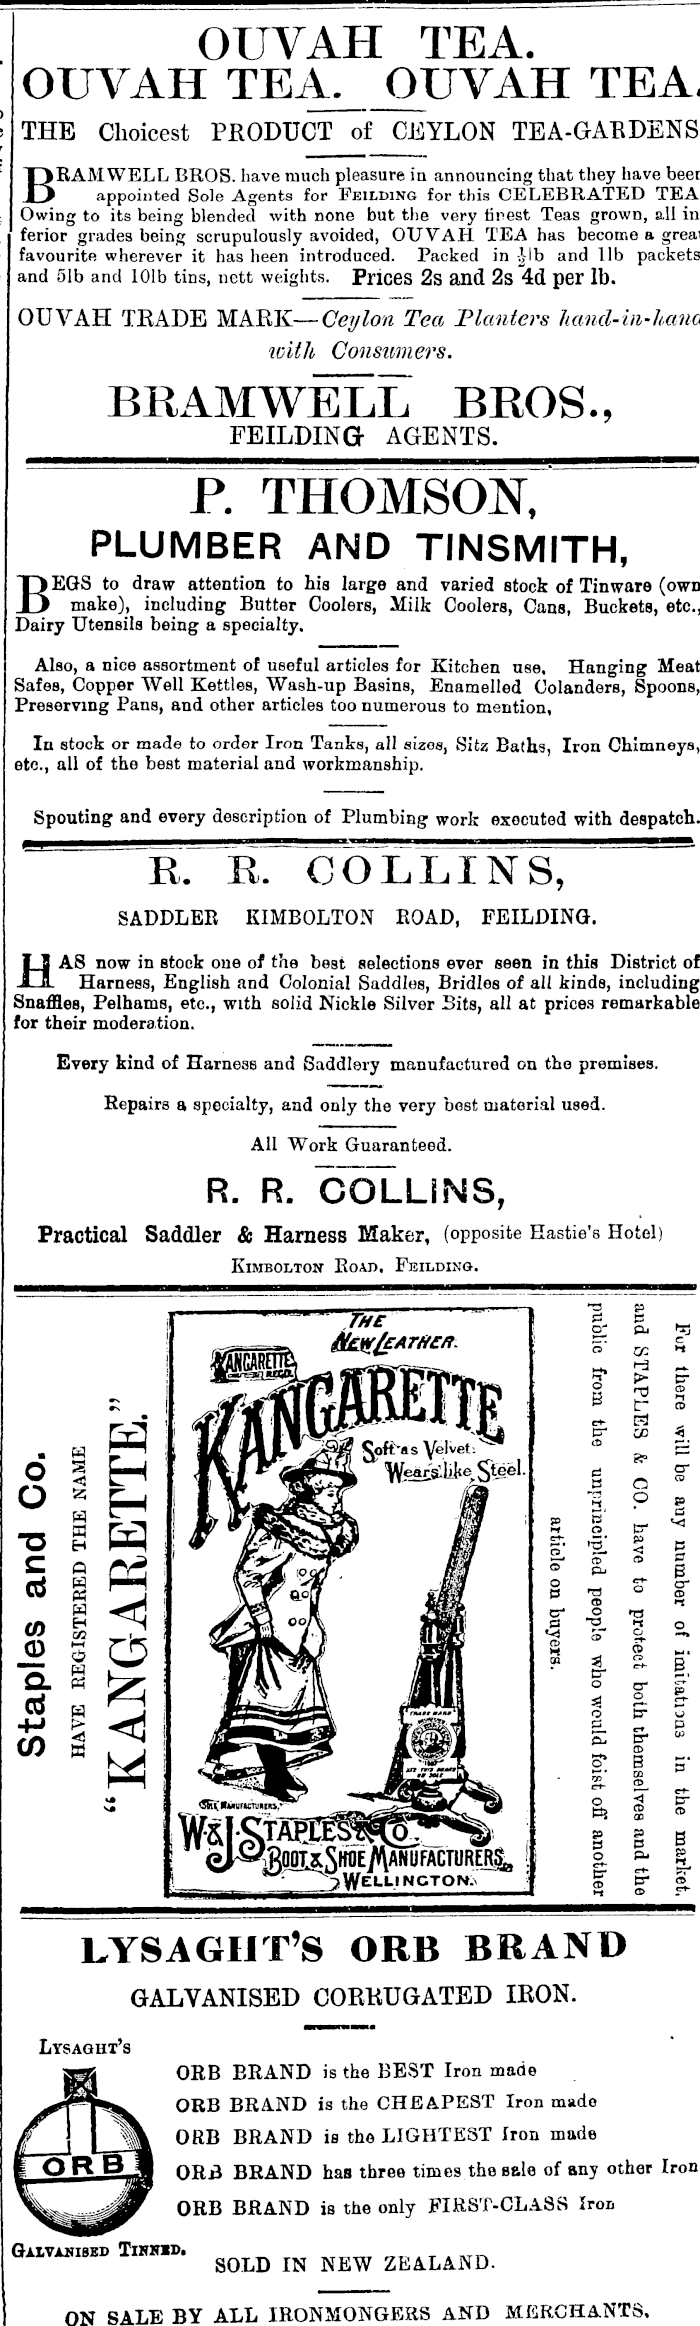 OUVAH TEA.
OUVAH TEA. OUVAH TEA.
THE Choicest PRODUCT of CEYLON TEA-GARDENS
BRAMWELL BROS. have much pleasure in announcing that they have been
appointed Sole Agents for FEILDING for this CELEBRATED TEA
Owing to its being blended with none but the very finest Teas grown, all in
ferior grades being scrupulously avoided, OUVAH TEA has become a great
favourite wherever it has been introduced. Packed in ½lb and 1lb packets
and 5lb and 10lb tins, nett weights. Prices 2s and 2s 4d per lb.
OUVAH TRADE MARK—Ceylon Tea Planters hand-in-hand
with Consumers.
BRAMWELL BROS.,
FEILDING AGENTS.
P. THOMSON,
PLUMBER AND TINSMITH,
BEGS to draw attention to his large and varied stock of Tinware (own
make), including Butter Coolers, Milk Coolers, Cans, Buckets, etc.,
Dairy Utensils being a specialty.
Also, a nice assortment of useful articles for Kitchen use, Hanging Meat
Safes, Copper Well Kettles, Wash-up Basins, Enamelled Colanders, Spoons,
Preserving Pans, and other articles too numerous to mention,
In stock or made to order Iron Tanks, all sizes, Sitz Baths, Iron Chimneys,
etc., all of the best material and workmanship.
Spouting and every description of Plumbing work executed with despatch.
R. R. COLLINS,
SADDLER KIMBOLTON ROAD, FEILDING.
HAS now in stock one of the best selections ever seen in this District of
Harness, English and Colonial Saddles, Bridles of all kinds, including
Snaffles, Pelhams, etc., with solid Nickle Silver Bits, all at prices remarkable
for their moderation.
Every kind of Harness and Saddlery manufactured on the premises.
Repairs a specialty, and only the very best material used.
All Work Guaranteed.
R. R. COLLINS,
Practical Saddler & Harness Maker, (opposite Hastie's Hotel)
KIMBOLTON ROAD, FEILDING.
Staples and Co.
HAVE REGISTERED THE NAME
"KANGARETTE."
THE
NEW LEATHER.
KANGARETTE
REGD.
KANGARETTE
Soft as Velvet.
Wears like Steel.
TRADE MARK
SEE THIS BRAND
ON SOLE
SOLE MANUFACTURERS,
W. & J. STAPLES & CO.
BOOT & SHOE MANUFACTURERS,
WELLINGTON.
For there will be any number of imitations in the market,
and STAPLES & CO. have to protect both themselves and the
public from the unprincipled people who would foist off another
article on buyers.
LYSAGHT'S ORB BRAND
GALVANISED CORRUGATED IRON.
LYSAGHT'S
ORB
GALVANISED TINNED.
ORB BRAND is the BEST Iron made
ORB BRAND is the CHEAPEST Iron made
ORB BRAND is the LIGHTEST Iron made
ORB BRAND has three times the sale of any other Iron
ORB BRAND is the only FIRST-CLASS Iron
SOLD IN NEW ZEALAND.
ON SALE BY ALL IRONMONGERS AND MERCHANTS.